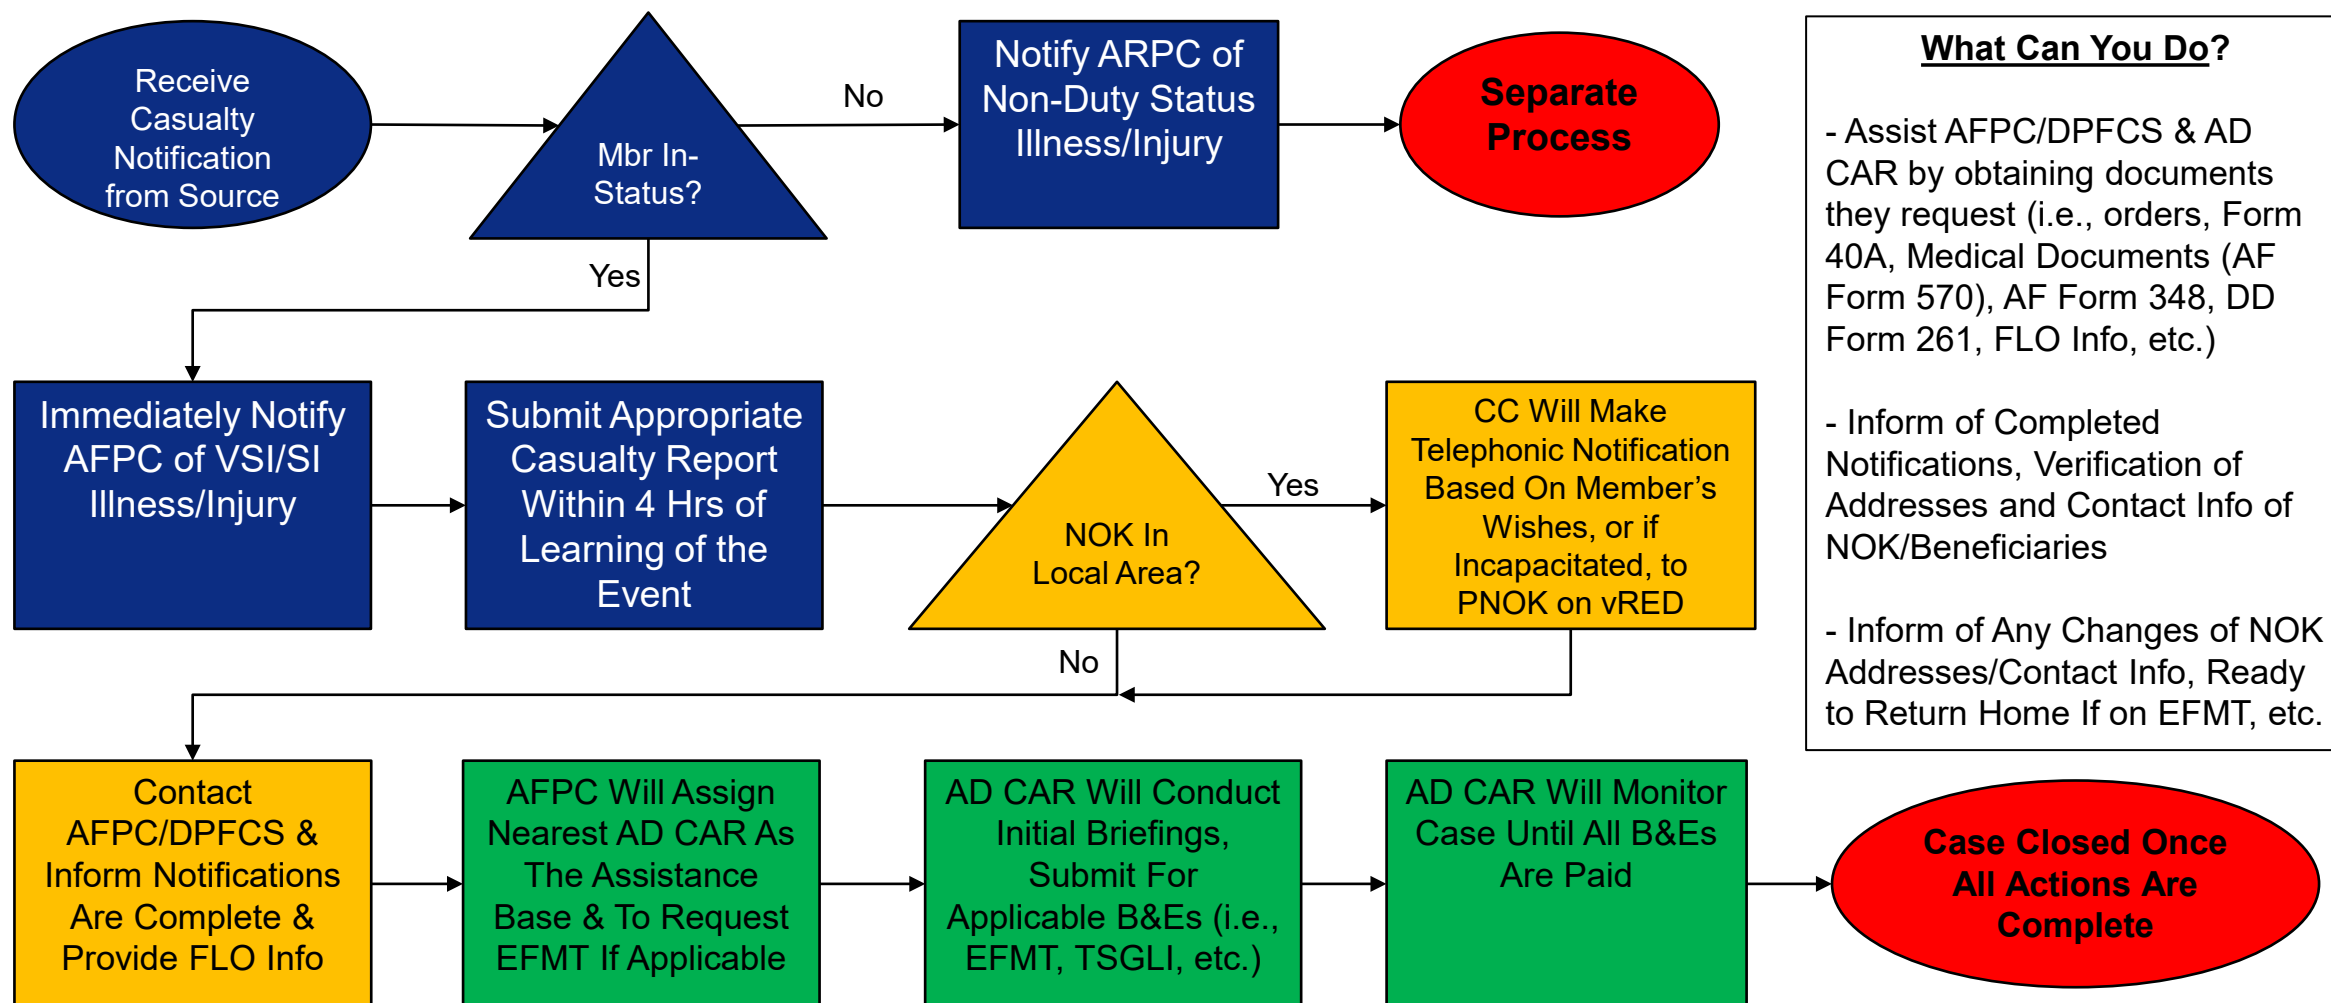 Receive
Casualty
Notification
from Source
Mbr In-
Status?
No
Notify ARPC of
Non-Duty Status
Illness/Injury
Separate
Process
Yes
Immediately Notify
AFPC of VSI/SI
Illness/Injury
Submit Appropriate
Casualty Report
Within 4 Hrs of
Learning of the
Event
NOK In
Local Area?
Yes
CC Will Make
Telephonic Notification
Based On Member’s
Wishes, or if
Incapacitated, to
PNOK on vRED
No
Contact
AFPC/DPFCS &
Inform Notifications
Are Complete &
Provide FLO Info
AFPC Will Assign
Nearest AD CAR As
The Assistance
Base & To Request
EFMT If Applicable
AD CAR Will Conduct
Initial Briefings,
Submit For
Applicable B&Es (i.e.,
EFMT, TSGLI, etc.)
AD CAR Will Monitor
Case Until All B&Es
Are Paid
Case Closed Once
All Actions Are
Complete
What Can You Do?
- Assist AFPC/DPFCS & AD
CAR by obtaining documents
they request (i.e., orders, Form
40A, Medical Documents (AF
Form 570), AF Form 348, DD
Form 261, FLO Info, etc.)
- Inform of Completed
Notifications, Verification of
Addresses and Contact Info of
NOK/Beneficiaries
- Inform of Any Changes of NOK
Addresses/Contact Info, Ready
to Return Home If on EFMT, etc.